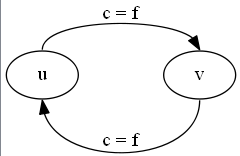 c = f
u
v
c = f